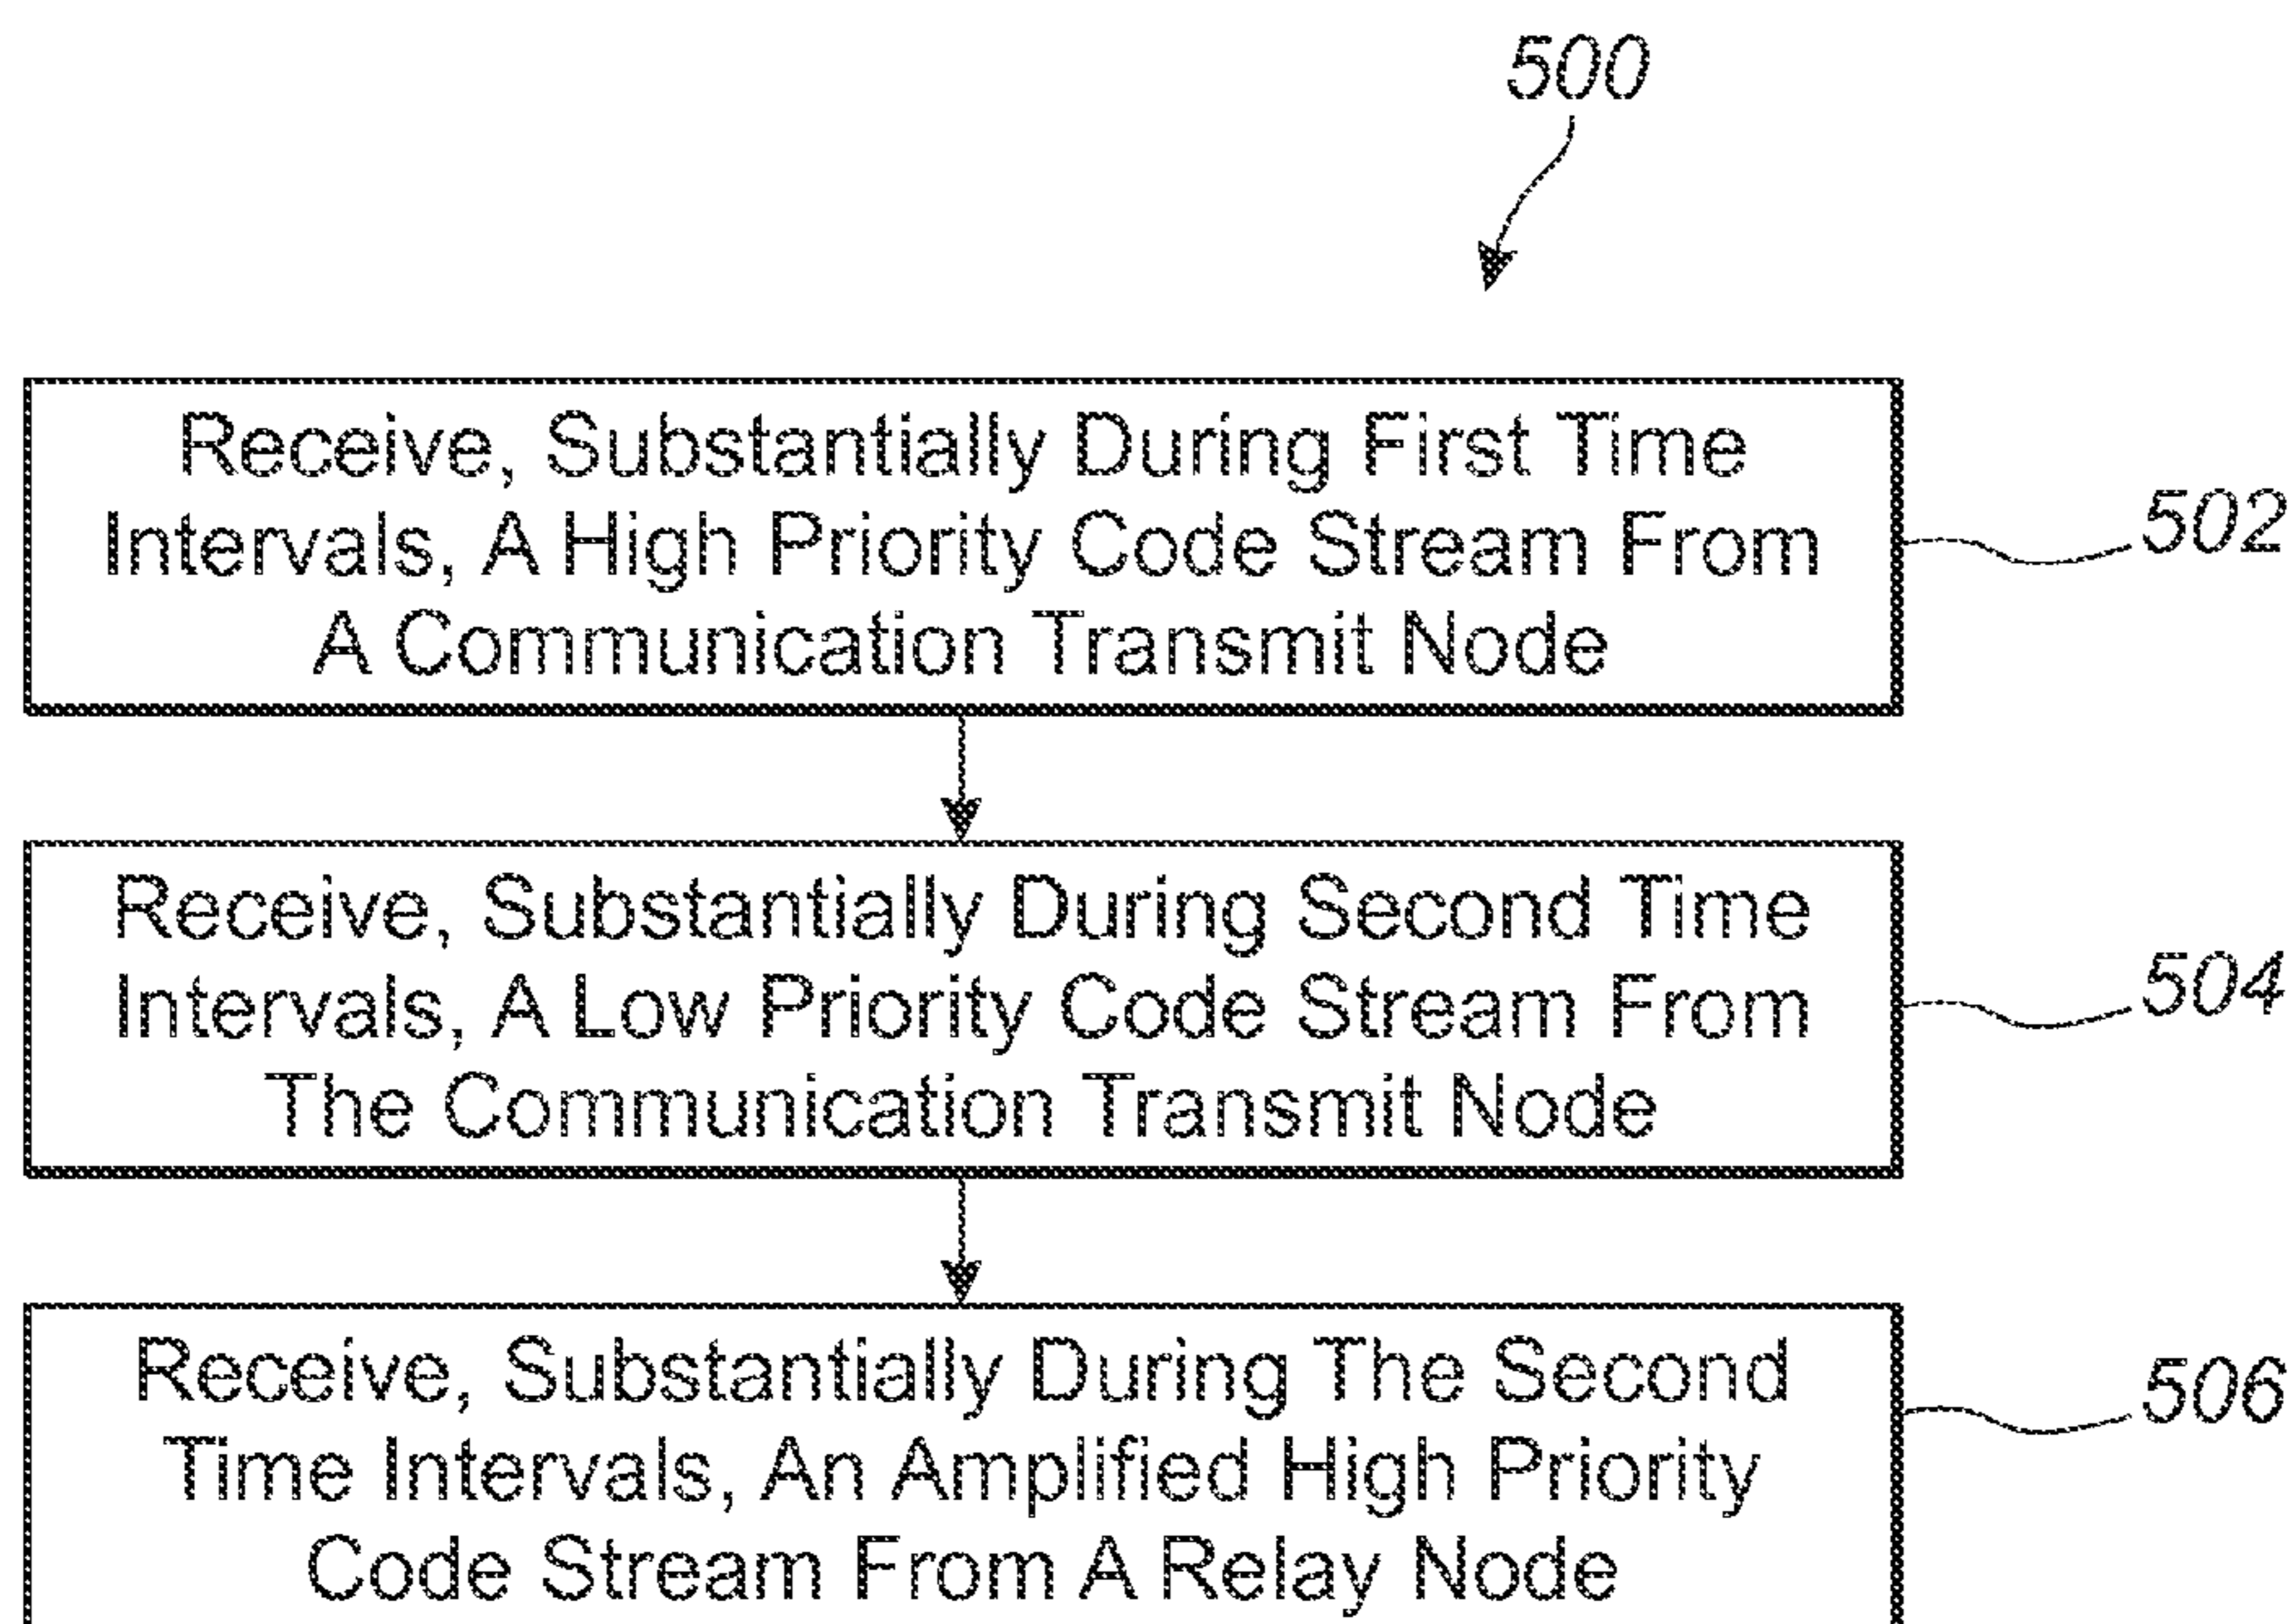 500
Receive, Substantially During First Time
Intervals, A High Priority Code Stream From
A Communication Transmit Node
502
Receive, Substantially During Second Time
Intervals, A Low Priority Code Stream From
The Communication Transmit Node
504
Receive, Substantially During The Second
Time Intervals, An Amplified High Priority
Code Stream From A Relay Node
506